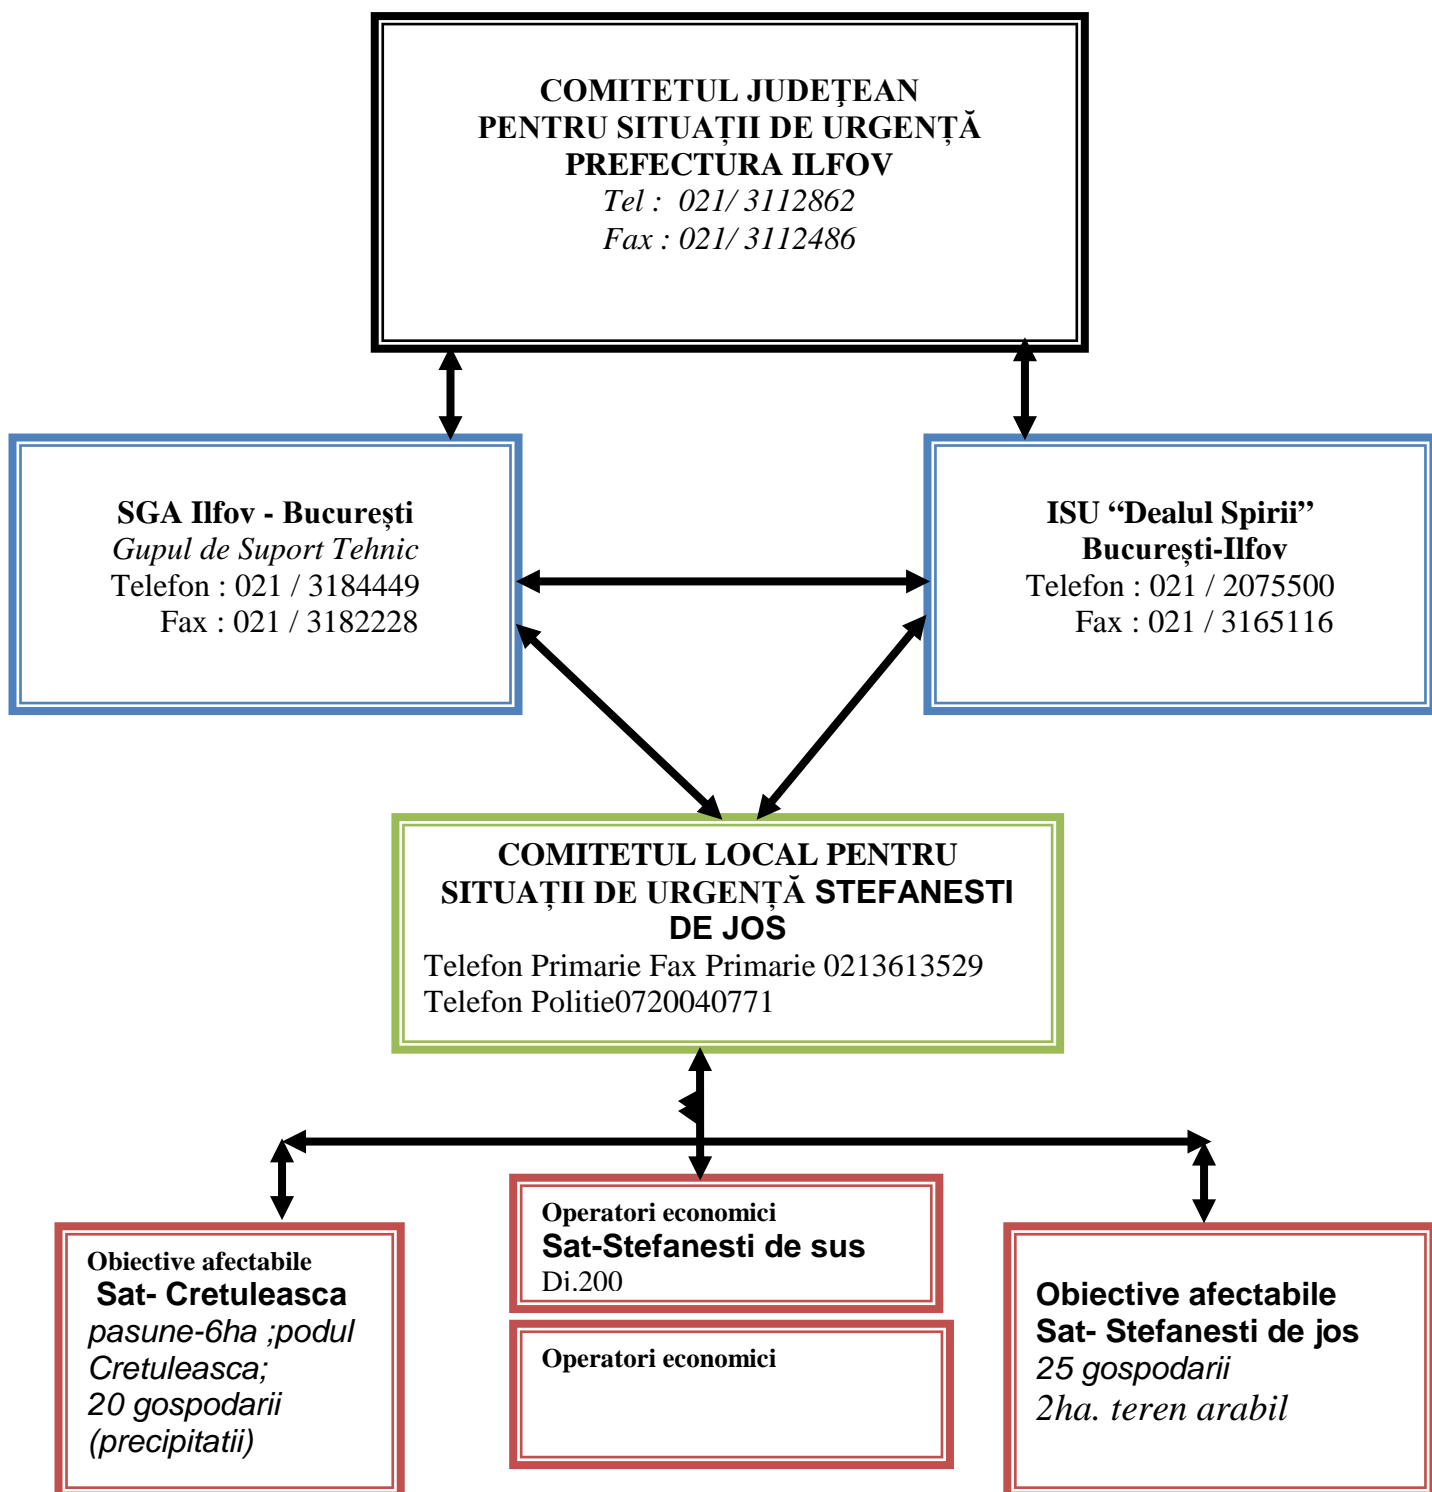 COMITETUL JUDEŢEAN
PENTRU SITUAȚII DE URGENȚĂ
PREFECTURA ILFOV
Tel : 021/ 3112862
Fax : 021/ 3112486
SGA Ilfov - București
Gupul de Suport Tehnic
Telefon : 021 / 3184449
Fax : 021 / 3182228
ISU “Dealul Spirii”
București-Ilfov
Telefon : 021 / 2075500
Fax : 021 / 3165116
COMITETUL LOCAL PENTRU
SITUAȚII DE URGENȚĂ STEFANESTI
DE JOS
Telefon Primarie Fax Primarie 0213613529
Telefon Politie0720040771
Obiective afectabile
Sat- Cretuleasca
pasune-6ha ;podul
Cretuleasca;
20 gospodarii
(precipitatii)
Operatori economici
Sat-Stefanesti de sus
Di.200
Operatori economici
Obiective afectabile
Sat- Stefanesti de jos
25 gospodarii
2ha. teren arabil